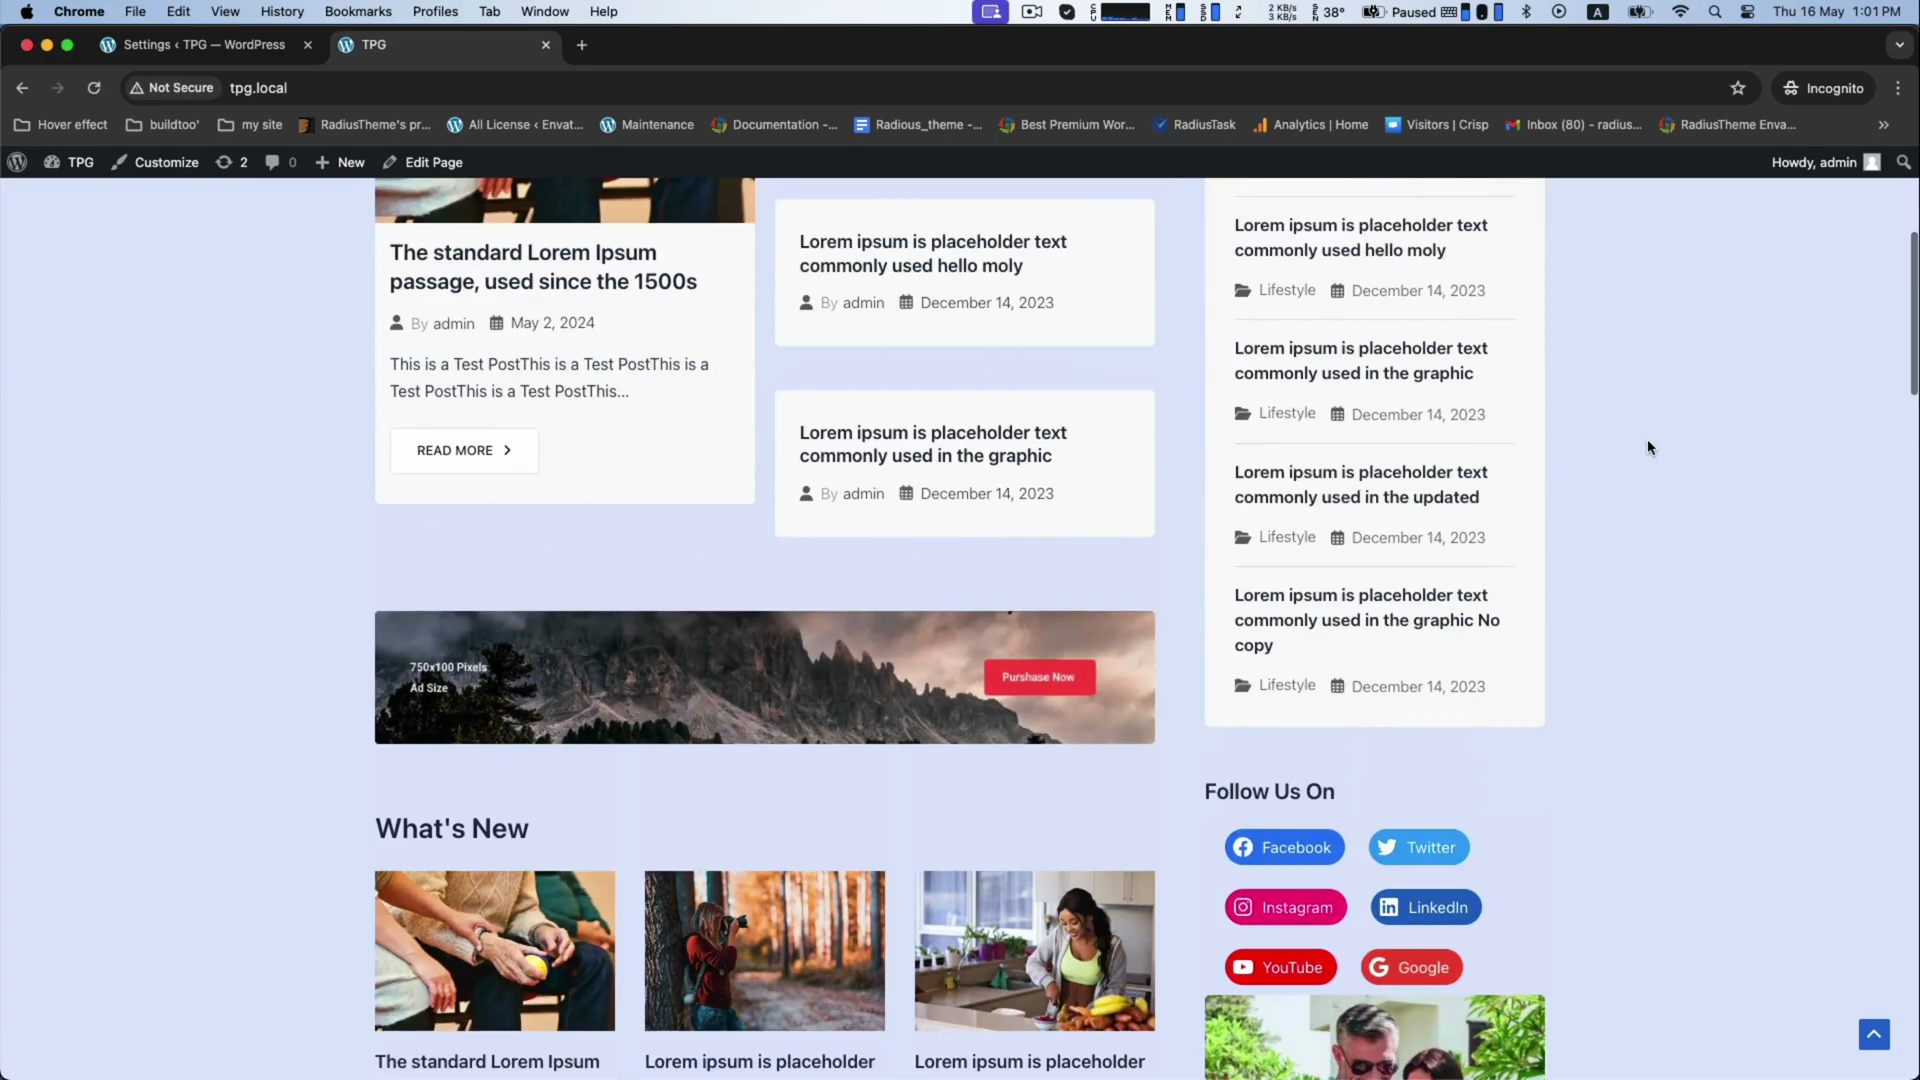 Chrome File Edit View History Bookmarks Profiles Tab Window Help
2 KB/s
3 KB/s
38° Paused A Thu 16 May 1:01 PM
Settings ‹ TPG — WordPress
TPG
Not Secure tpg.local
Incognito
Hover effect buildtoo' my site RadiusTheme's pr... All License ‹ Envat... Maintenance Documentation -... Radious_theme -... Best Premium Wor... RadiusTask Analytics | Home Visitors | Crisp Inbox (80) - radius... RadiusTheme Enva...
TPG Customize 2 0 New Edit Page Howdy, admin
The standard Lorem Ipsum
passage, used since the 1500s
By admin May 2, 2024
This is a Test PostThis is a Test PostThis is a
Test PostThis is a Test PostThis...
READ MORE
Lorem ipsum is placeholder text
commonly used hello moly
By admin December 14, 2023
Lorem ipsum is placeholder text
commonly used in the graphic
By admin December 14, 2023
Lorem ipsum is placeholder text
commonly used hello moly
Lifestyle December 14, 2023
Lorem ipsum is placeholder text
commonly used in the graphic
Lifestyle December 14, 2023
Lorem ipsum is placeholder text
commonly used in the updated
Lifestyle December 14, 2023
Lorem ipsum is placeholder text
commonly used in the graphic No
copy
Lifestyle December 14, 2023
750x100 Pixels
Ad Size
Purshase Now
Follow Us On
Facebook Twitter
Instagram LinkedIn
YouTube Google
What's New
The standard Lorem Ipsum
Lorem ipsum is placeholder
Lorem ipsum is placeholder